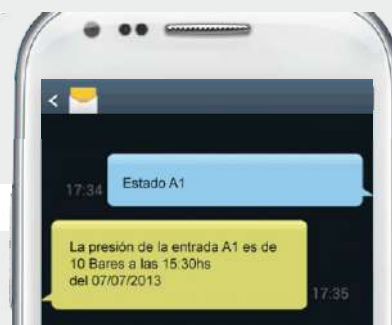 17:34
Estado A1
La presión de la entrada A1 es de
10 Bares a las 15:30hs
del 07/07/2013
17:35